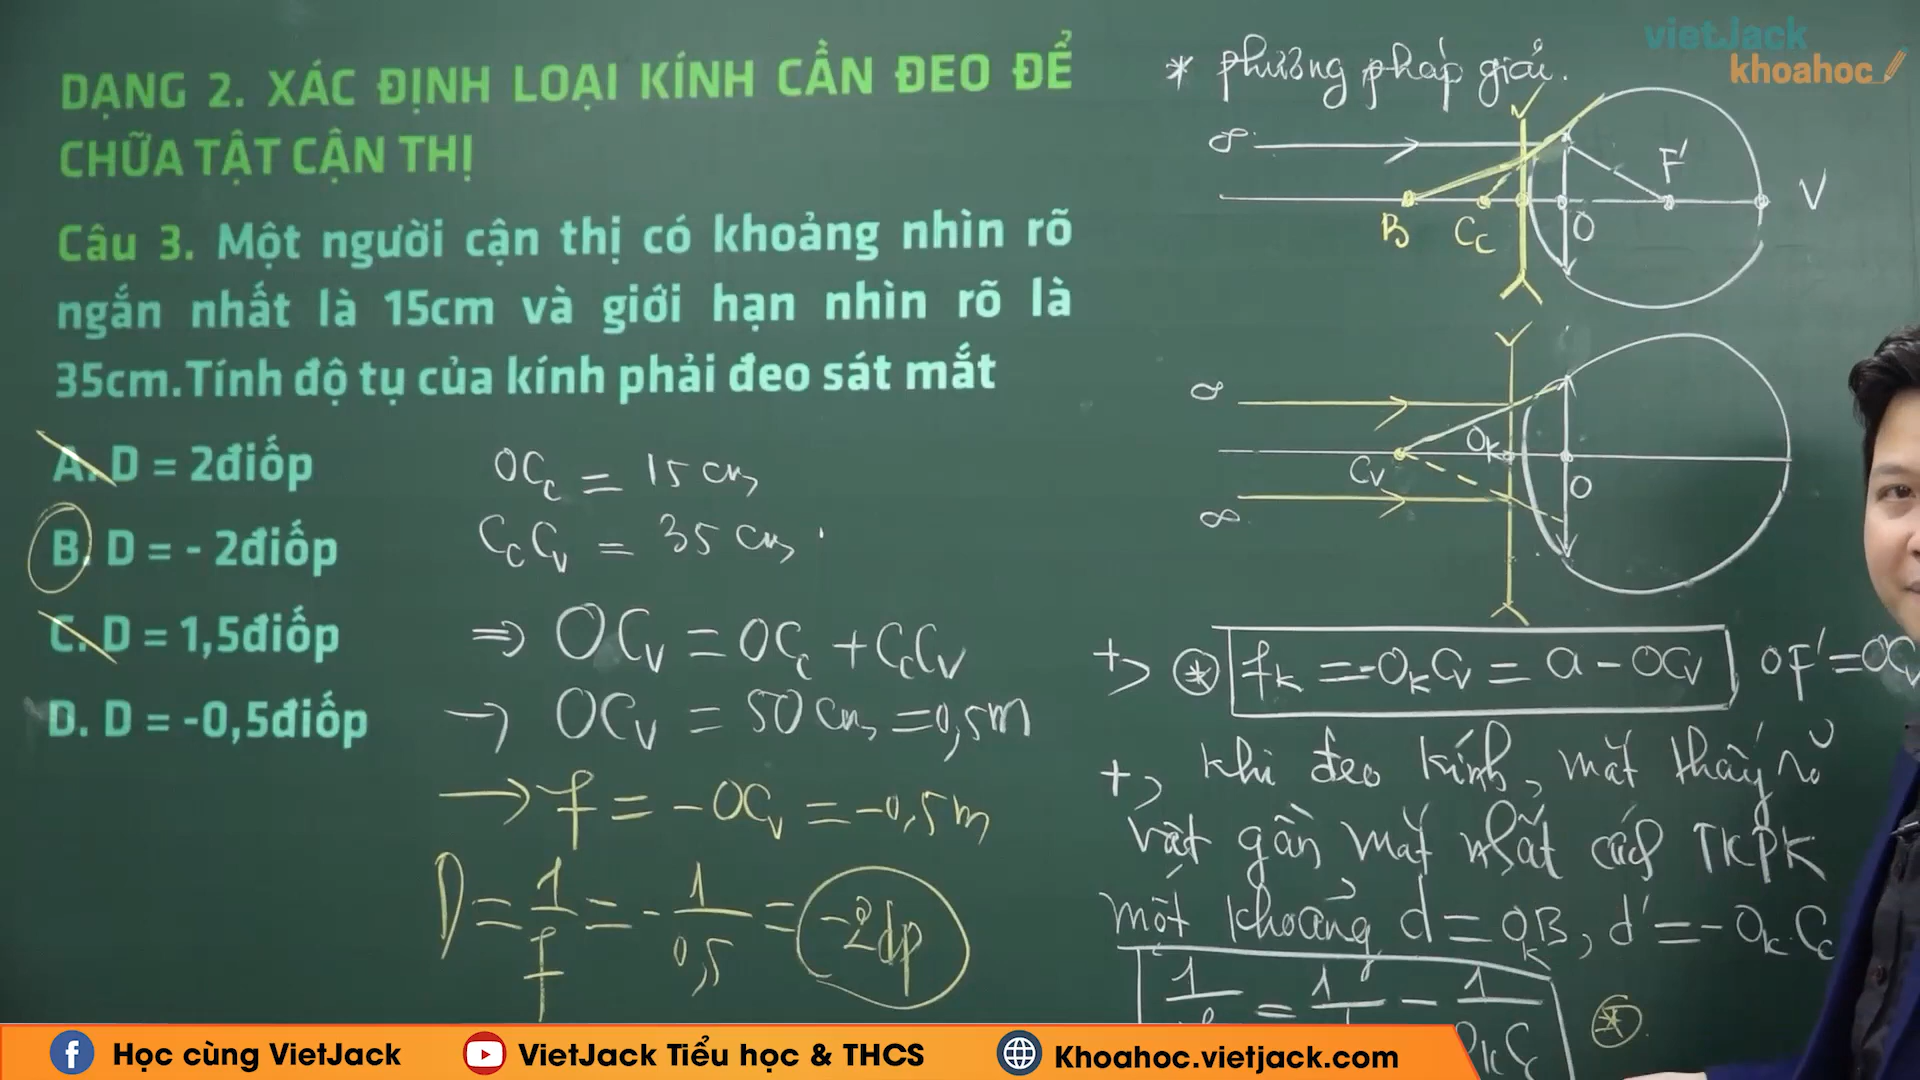 vietJack
khoahoc
DẠNG 2. XÁC ĐỊNH LOẠI KÍNH CẦN ĐEO ĐỂ
CHỮA TẬT CẬN THỊ
Câu 3. Một người cận thị có khoảng nhìn rõ
ngắn nhất là 15cm và giới hạn nhìn rõ là
35cm.Tính độ tụ của kính phải đeo sát mắt
A. D = 2điốp
B. D = - 2điốp
C. D = 1,5điốp
D. D = -0,5điốp
OCc = 15 cm
CcCv = 35 cm.
=> OCv = OCc + CcCv
→ OCv = 50 cm = 0,5m
→ f = -OCv = -0,5m
D = 1/f = - 1/0,5 = -2dp
* phương pháp giải.
∞
F'
V
B
Cc
O
∞
Ok
Cv
O
∞
+> * fk = -OkCv = a - OCv OF' = OCv
+> khi đeo kính, mắt thấy rõ
vật gần mắt nhất cách TKPK
một khoảng d = OkB, d' = - OkCc
1 = 1 - 1
*
Học cùng VietJack
VietJack Tiểu học & THCS
Khoahoc.vietjack.com